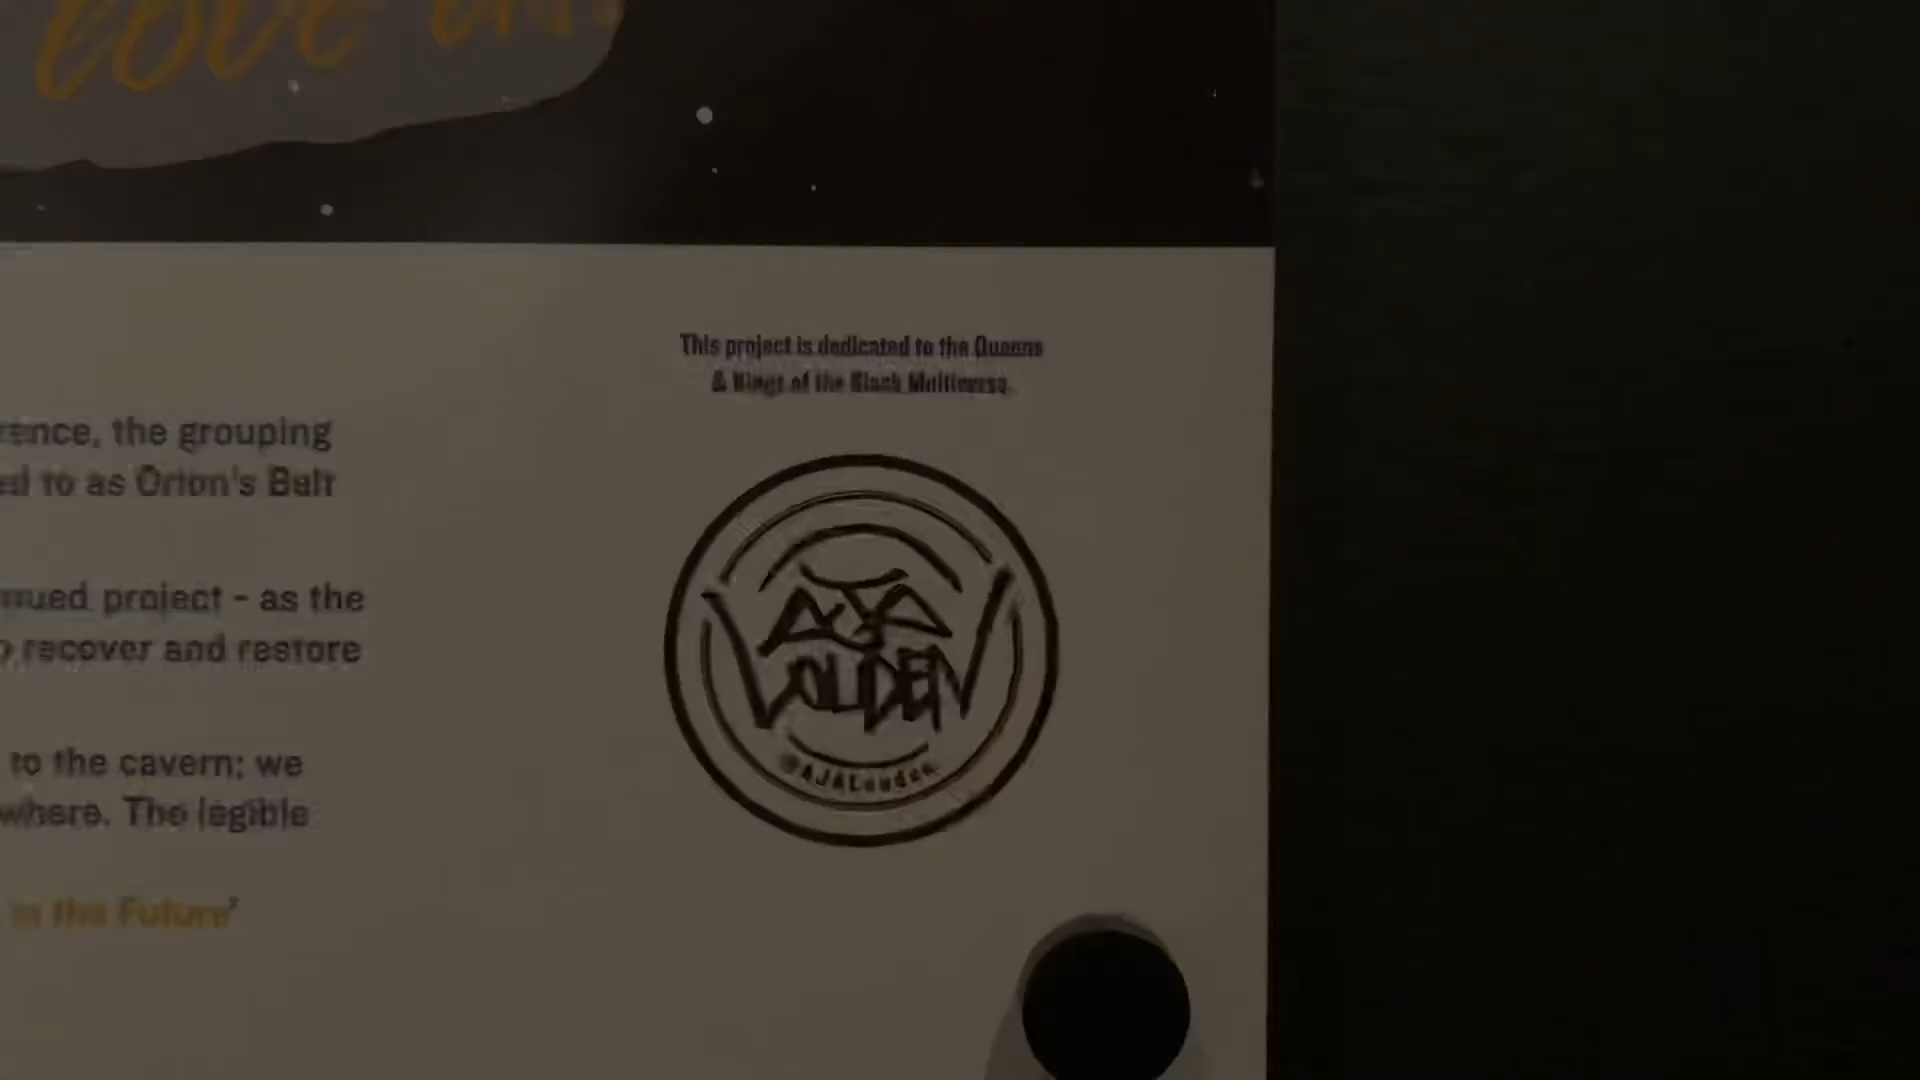 love
This project is dedicated to the Queens
& Kings of the Black Multiverse.
rence, the grouping
ed to as Orion's Belt
nued project - as the
o recover and restore
to the cavern; we
where. The legible
in the Future'
AJA
LOUDEN
@AJALouden